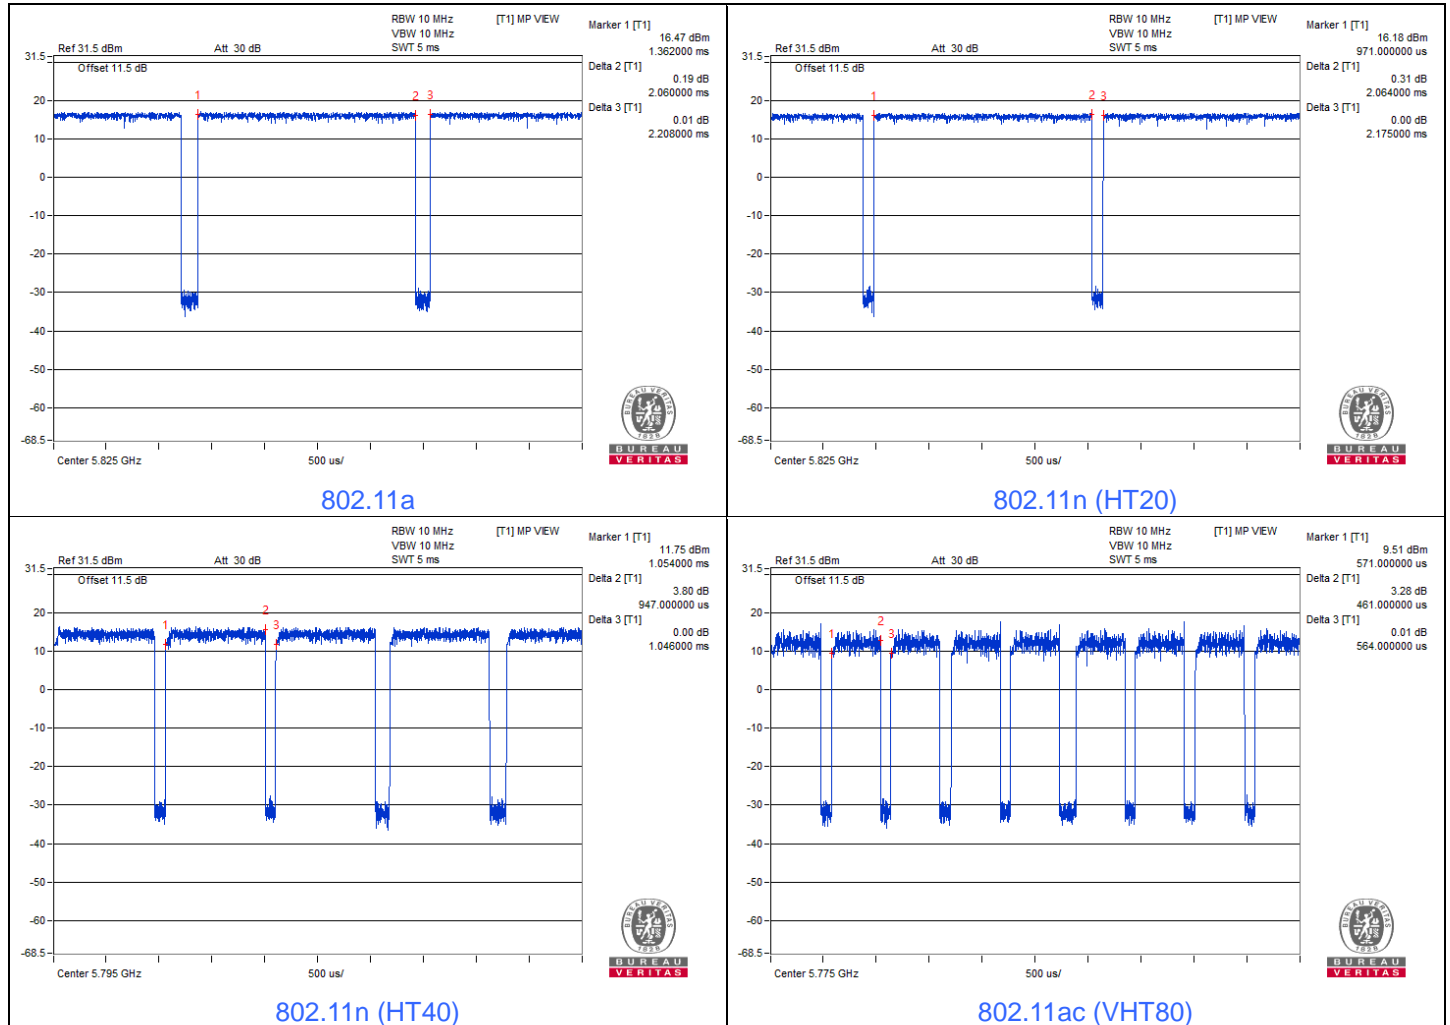 RBW 10 MHz [T1] MP VIEW
VBW 10 MHz
Ref 31.5 dBm Att 30 dB SWT 5 ms
Marker 1 [T1]
16.47 dBm
1.362000 ms
Delta 2 [T1]
0.19 dB
2.060000 ms
Delta 3 [T1]
0.01 dB
2.208000 ms
31.5
Offset 11.5 dB
1 2 3
20
10
0
-10
-20
-30
-40
-50
-60
-68.5
BUREAU VERITAS
1828
BUREAU
VERITAS
Center 5.825 GHz 500 us/
802.11a
RBW 10 MHz [T1] MP VIEW
VBW 10 MHz
Ref 31.5 dBm Att 30 dB SWT 5 ms
Marker 1 [T1]
16.18 dBm
971.000000 us
Delta 2 [T1]
0.31 dB
2.064000 ms
Delta 3 [T1]
0.00 dB
2.175000 ms
31.5
Offset 11.5 dB
1 2 3
20
10
0
-10
-20
-30
-40
-50
-60
-68.5
BUREAU VERITAS
1828
BUREAU
VERITAS
Center 5.825 GHz 500 us/
802.11n (HT20)
RBW 10 MHz [T1] MP VIEW
VBW 10 MHz
Ref 31.5 dBm Att 30 dB SWT 5 ms
Marker 1 [T1]
11.75 dBm
1.054000 ms
Delta 2 [T1]
3.80 dB
947.000000 us
Delta 3 [T1]
0.00 dB
1.046000 ms
31.5
Offset 11.5 dB
1 2 3
20
10
0
-10
-20
-30
-40
-50
-60
-68.5
BUREAU VERITAS
1828
BUREAU
VERITAS
Center 5.795 GHz 500 us/
802.11n (HT40)
RBW 10 MHz [T1] MP VIEW
VBW 10 MHz
Ref 31.5 dBm Att 30 dB SWT 5 ms
Marker 1 [T1]
9.51 dBm
571.000000 us
Delta 2 [T1]
3.28 dB
461.000000 us
Delta 3 [T1]
0.01 dB
564.000000 us
31.5
Offset 11.5 dB
1 2 3
20
10
0
-10
-20
-30
-40
-50
-60
-68.5
BUREAU VERITAS
1828
BUREAU
VERITAS
Center 5.775 GHz 500 us/
802.11ac (VHT80)